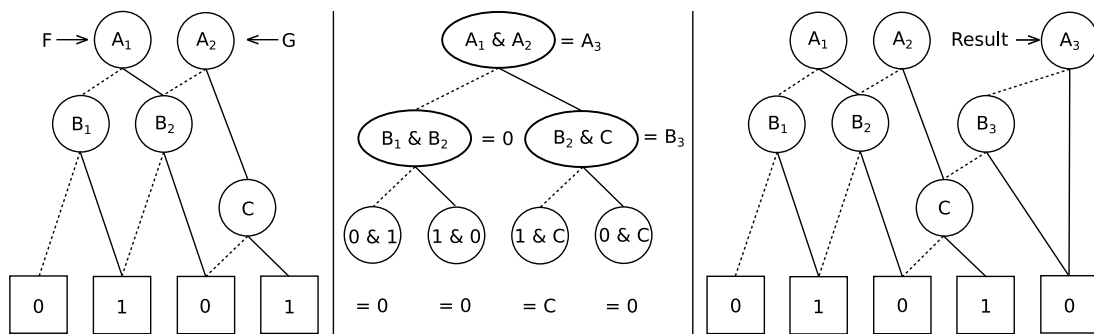 F A₁ A₂ G
B₁ B₂
C
0 1 0 1
A₁ & A₂ = A₃
B₁ & B₂ = 0 B₂ & C = B₃
0 & 1 1 & 0 1 & C 0 & C
= 0 = 0 = C = 0
A₁ A₂ Result A₃
B₁ B₂ B₃
C
0 1 0 1 0